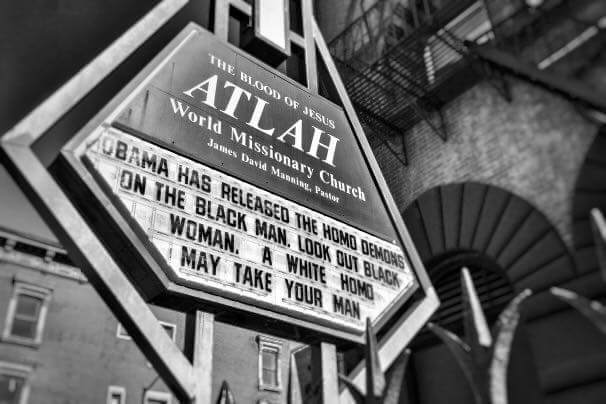 THE BLOOD OF JESUS
ATLAH
World Missionary Church
James David Manning, Pastor
OBAMA HAS RELEASED THE HOMO DEMONS
ON THE BLACK MAN. LOOK OUT BLACK
WOMAN. A WHITE HOMO
MAY TAKE YOUR MAN